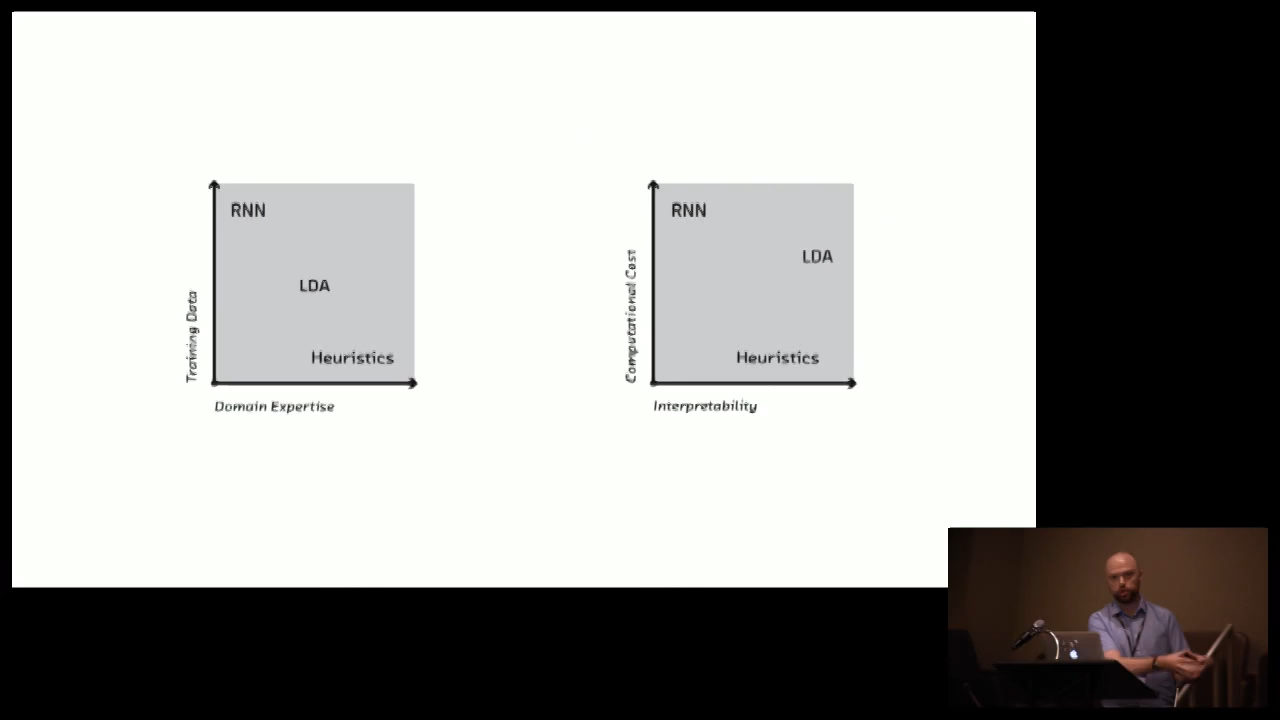 RNN
LDA
Heuristics
Training Data
Domain Expertise
RNN
LDA
Heuristics
Computational Cost
Interpretability